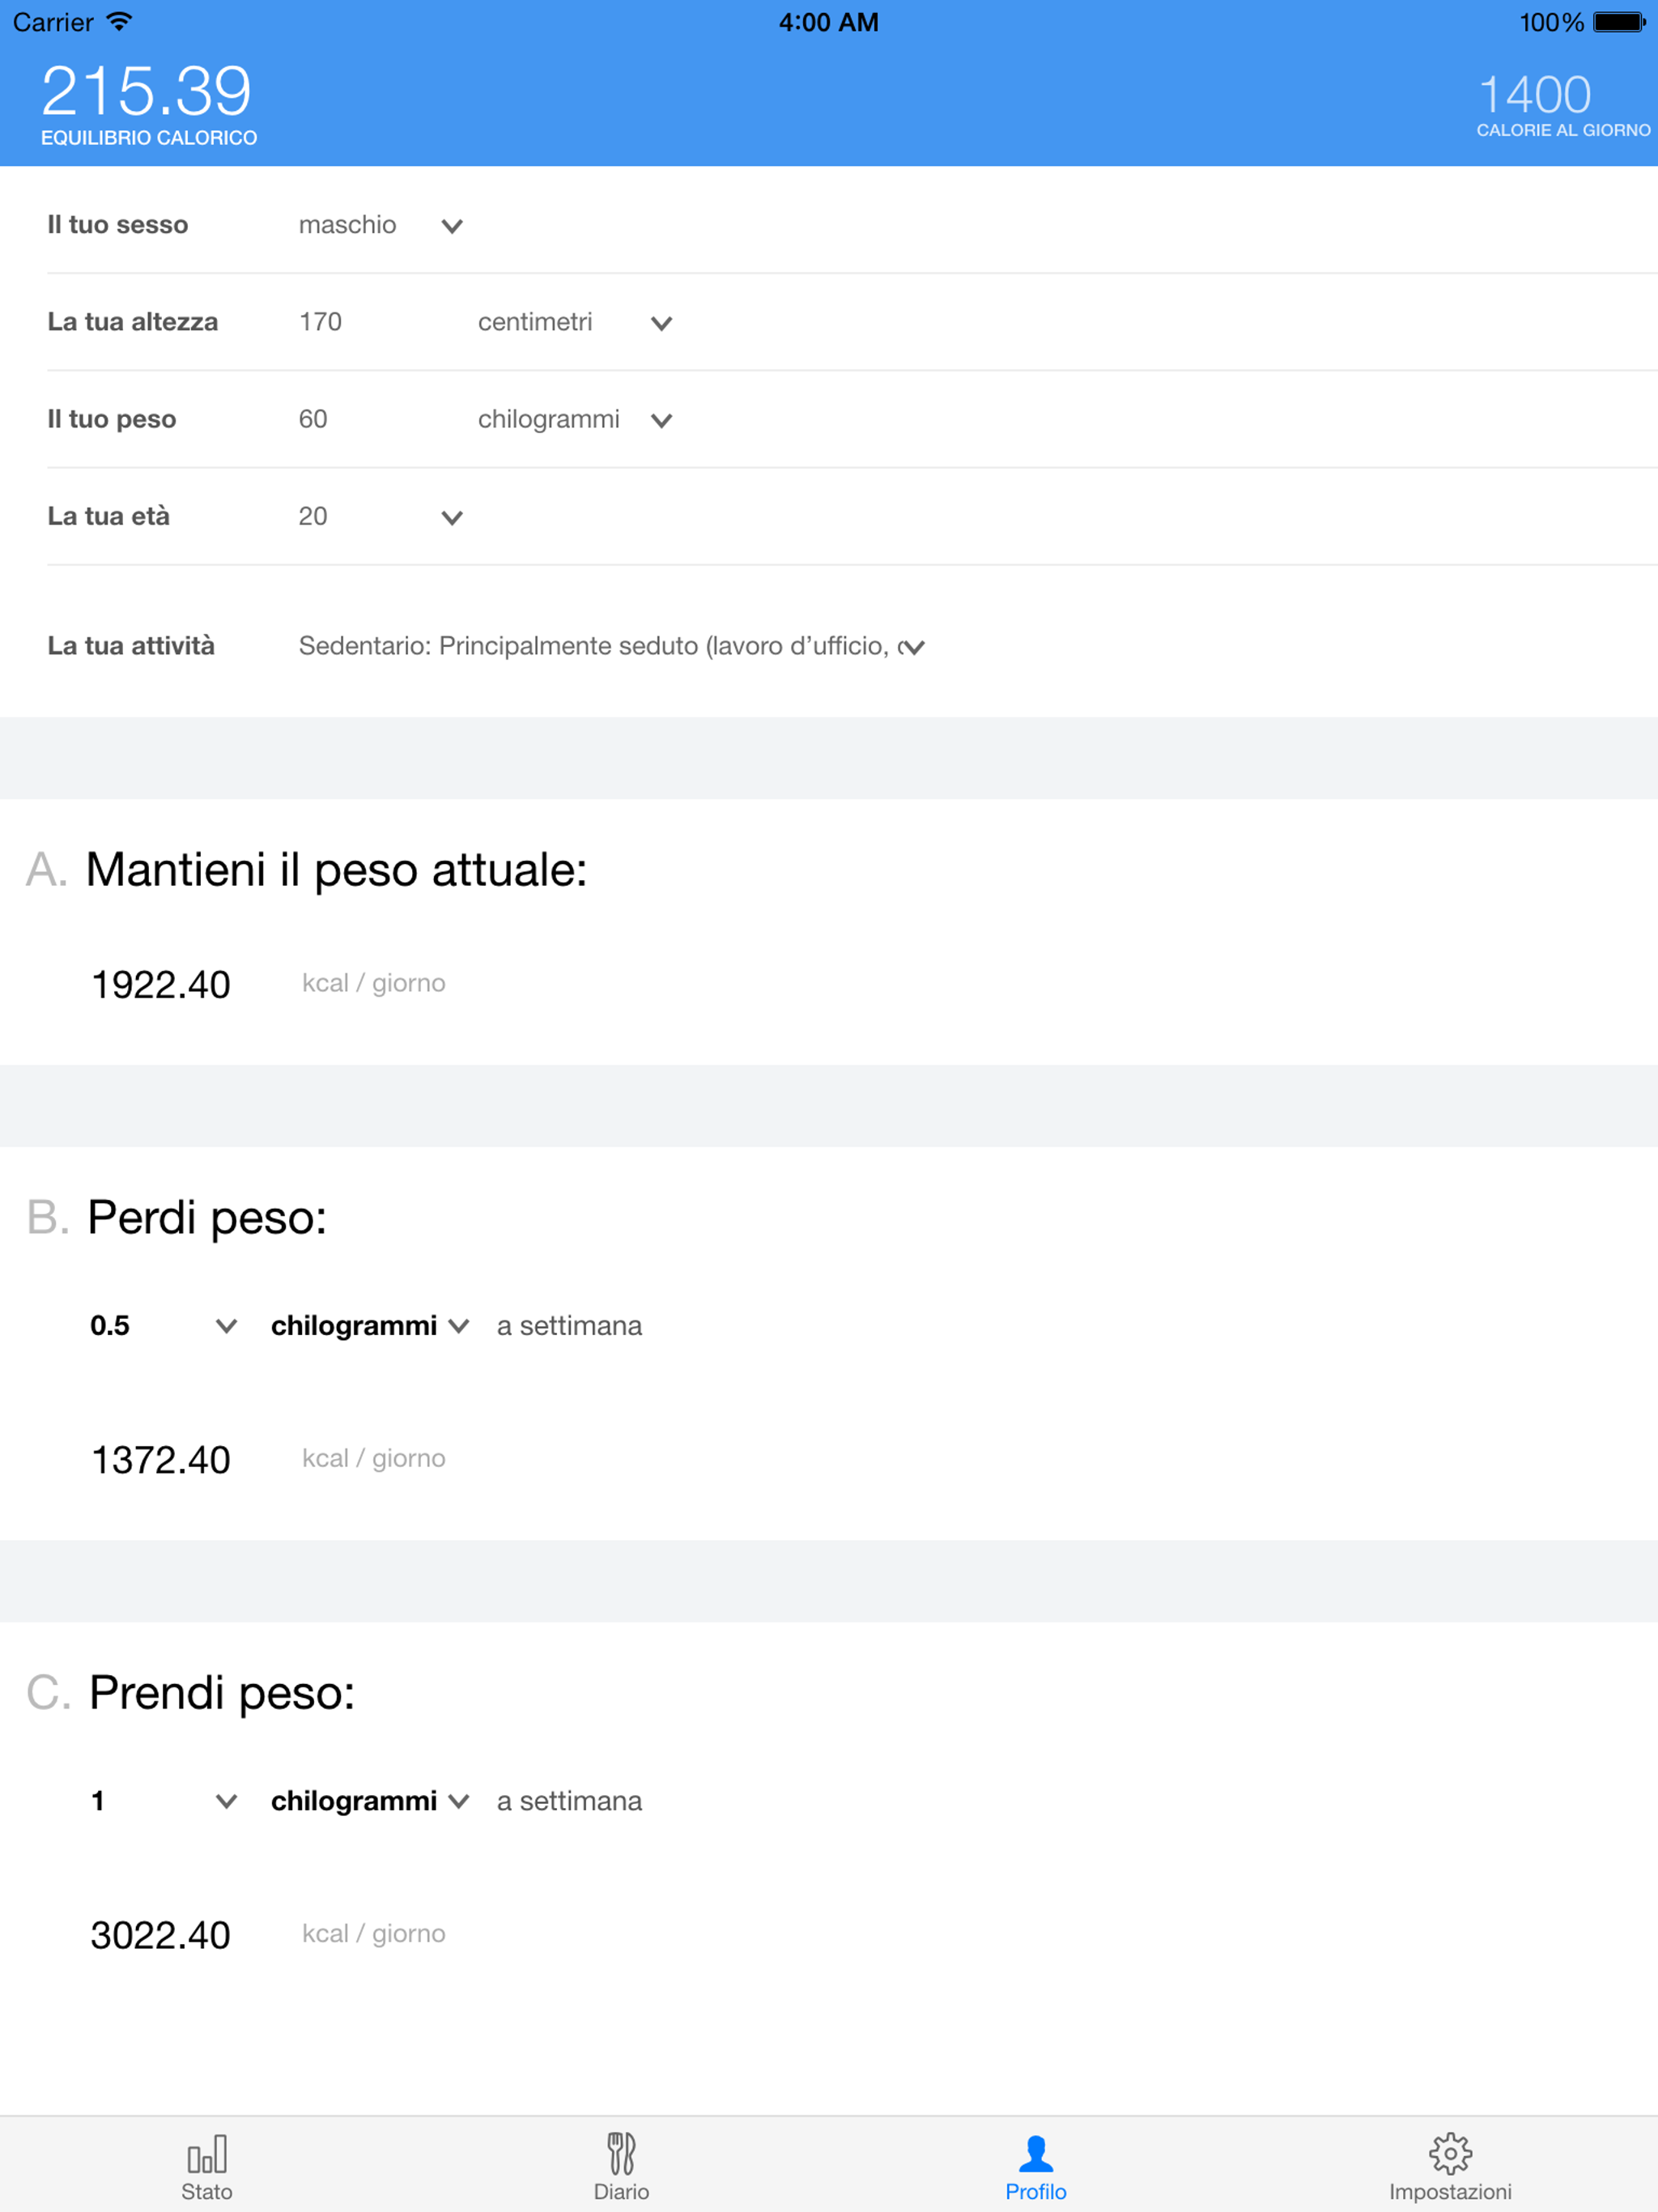 Carrier 4:00 AM 100%
215.39 1400
EQUILIBRIO CALORICO CALORIE AL GIORNO
Il tuo sesso maschio
La tua altezza 170 centimetri
Il tuo peso 60 chilogrammi
La tua età 20
La tua attività Sedentario: Principalmente seduto (lavoro d’ufficio,
A. Mantieni il peso attuale:
1922.40 kcal / giorno
B. Perdi peso:
0.5 chilogrammi a settimana
1372.40 kcal / giorno
C. Prendi peso:
1 chilogrammi a settimana
3022.40 kcal / giorno
Stato Diario Profilo Impostazioni